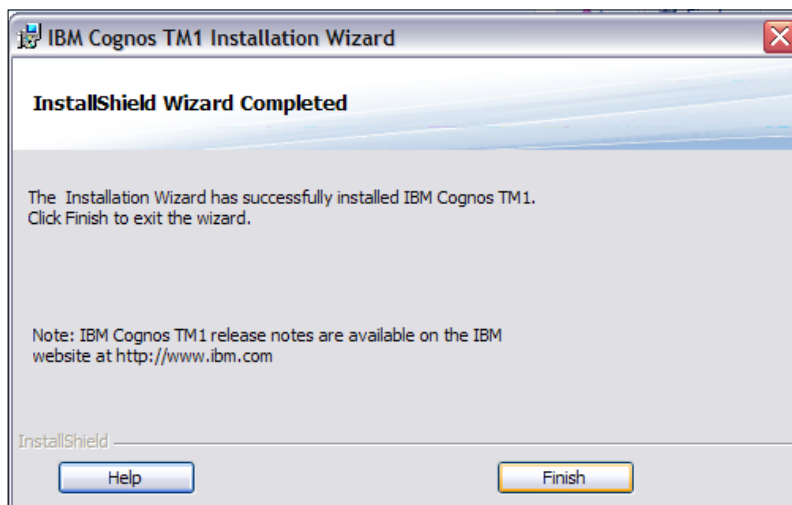 IBM Cognos TM1 Installation Wizard
InstallShield Wizard Completed
The Installation Wizard has successfully installed IBM Cognos TM1.
Click Finish to exit the wizard.
Note: IBM Cognos TM1 release notes are available on the IBM
website at http://www.ibm.com
InstallShield
Help
Finish